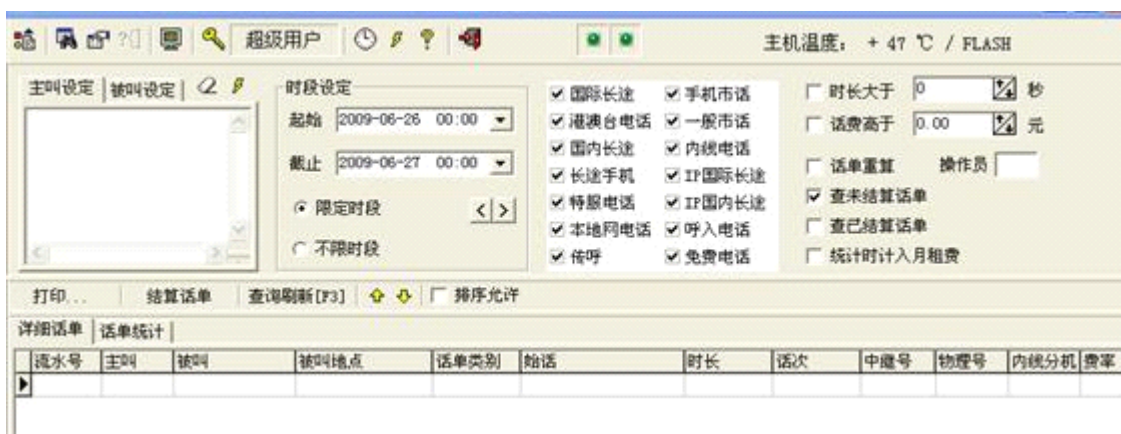 超级用户 主机温度: + 47 ℃ / FLASH
主叫设定 被叫设定
时段设定
起始 2009-06-26 00:00
截止 2009-06-27 00:00
限定时段 < >
不限时段
国际长途 手机市话
港澳台电话 一般市话
国内长途 内线电话
长途手机 IP国际长途
特服电话 IP国内长途
本地网电话 呼入电话
传呼 免费电话
时长大于 0 秒
话费高于 0.00 元
话单重算 操作员
查未结算话单
查已结算话单
统计时计入月租费
打印... 结算话单 查询刷新[F3] 排序允许
详细话单 话单统计
流水号 主叫 被叫 被叫地点 话单类别 始话 时长 话次 中继号 物理号 内线分机 费率